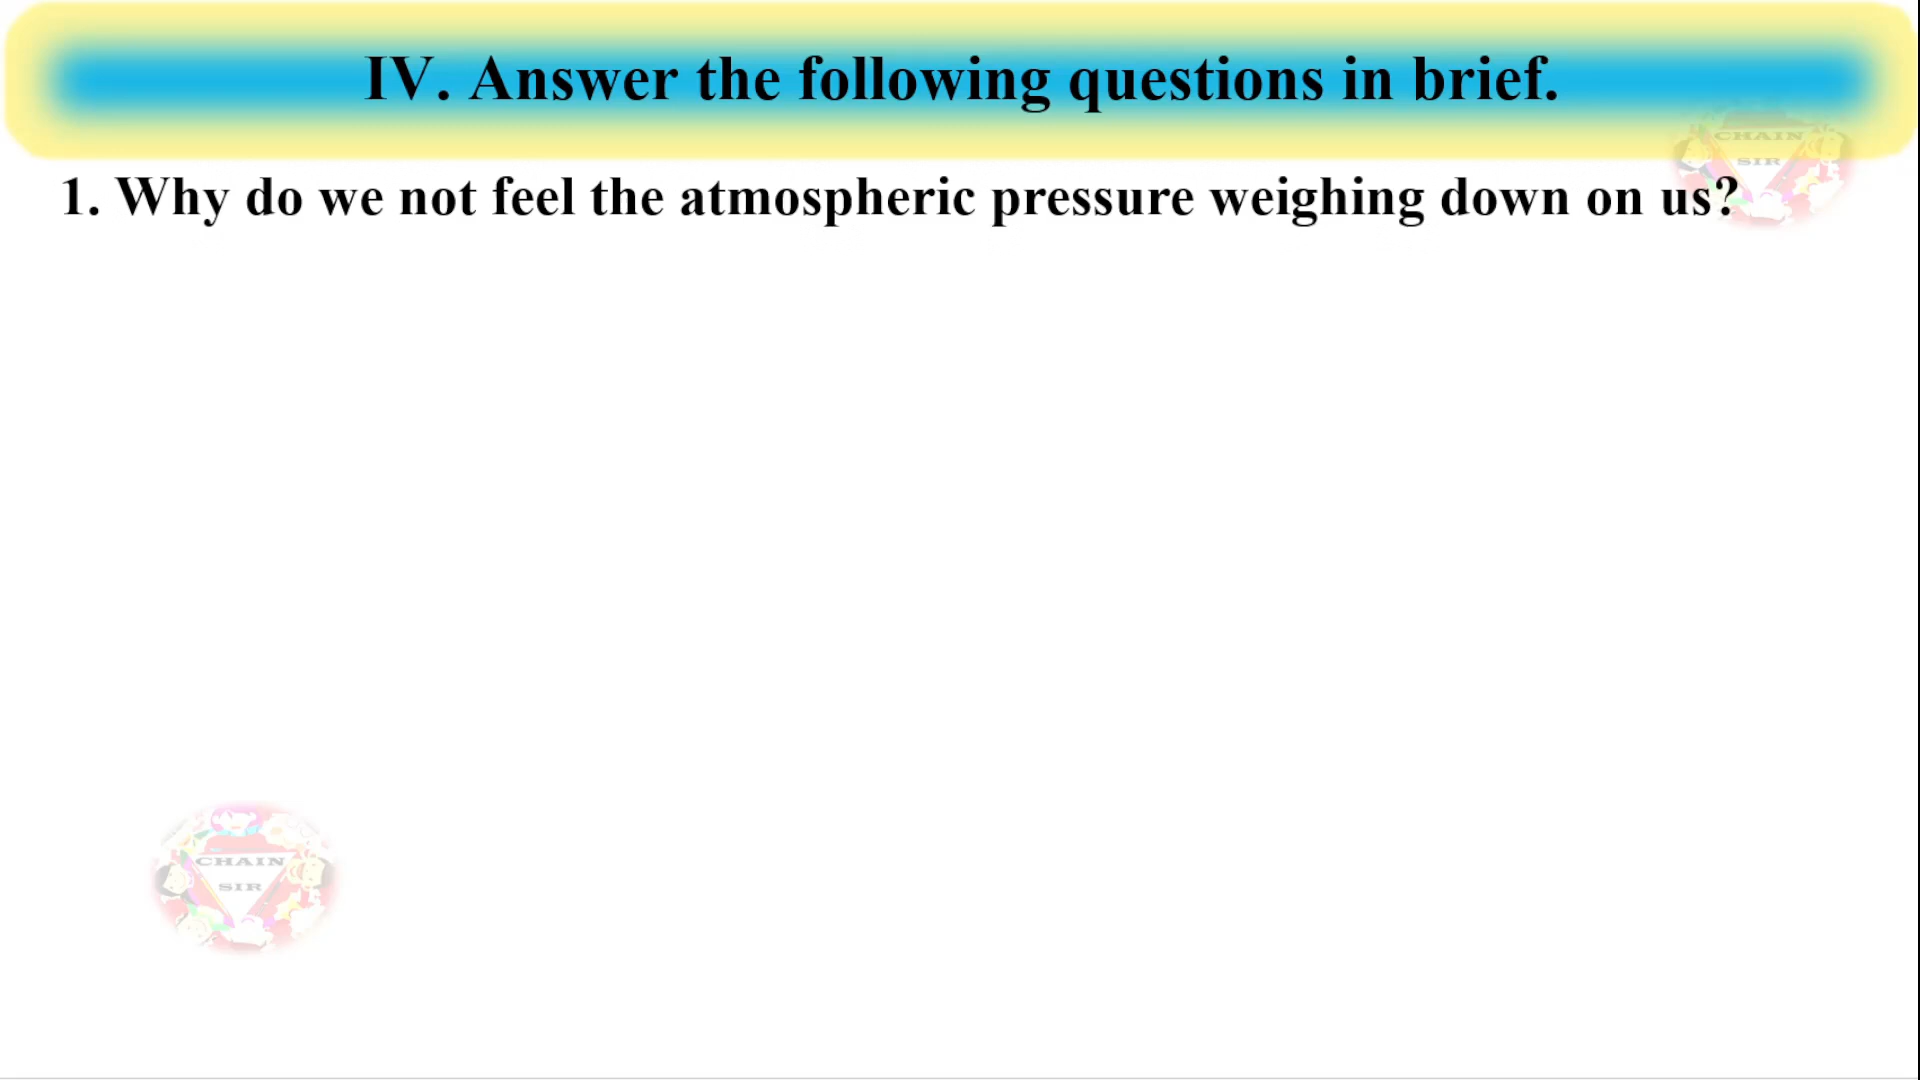 IV. Answer the following questions in brief.
CHAIN
SIR
1. Why do we not feel the atmospheric pressure weighing down on us?
CHAIN
SIR